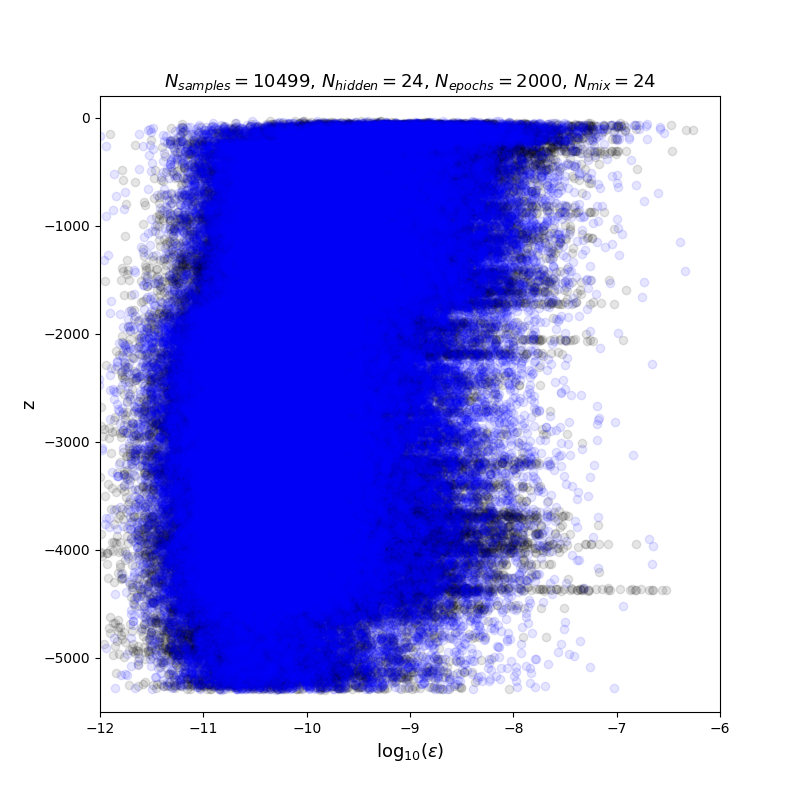 N_samples = 10499, N_hidden = 24, N_epochs = 2000, N_mix = 24
0
−1000
−2000
−3000
−4000
−5000
z
−12 −11 −10 −9 −8 −7 −6
log10(ε)